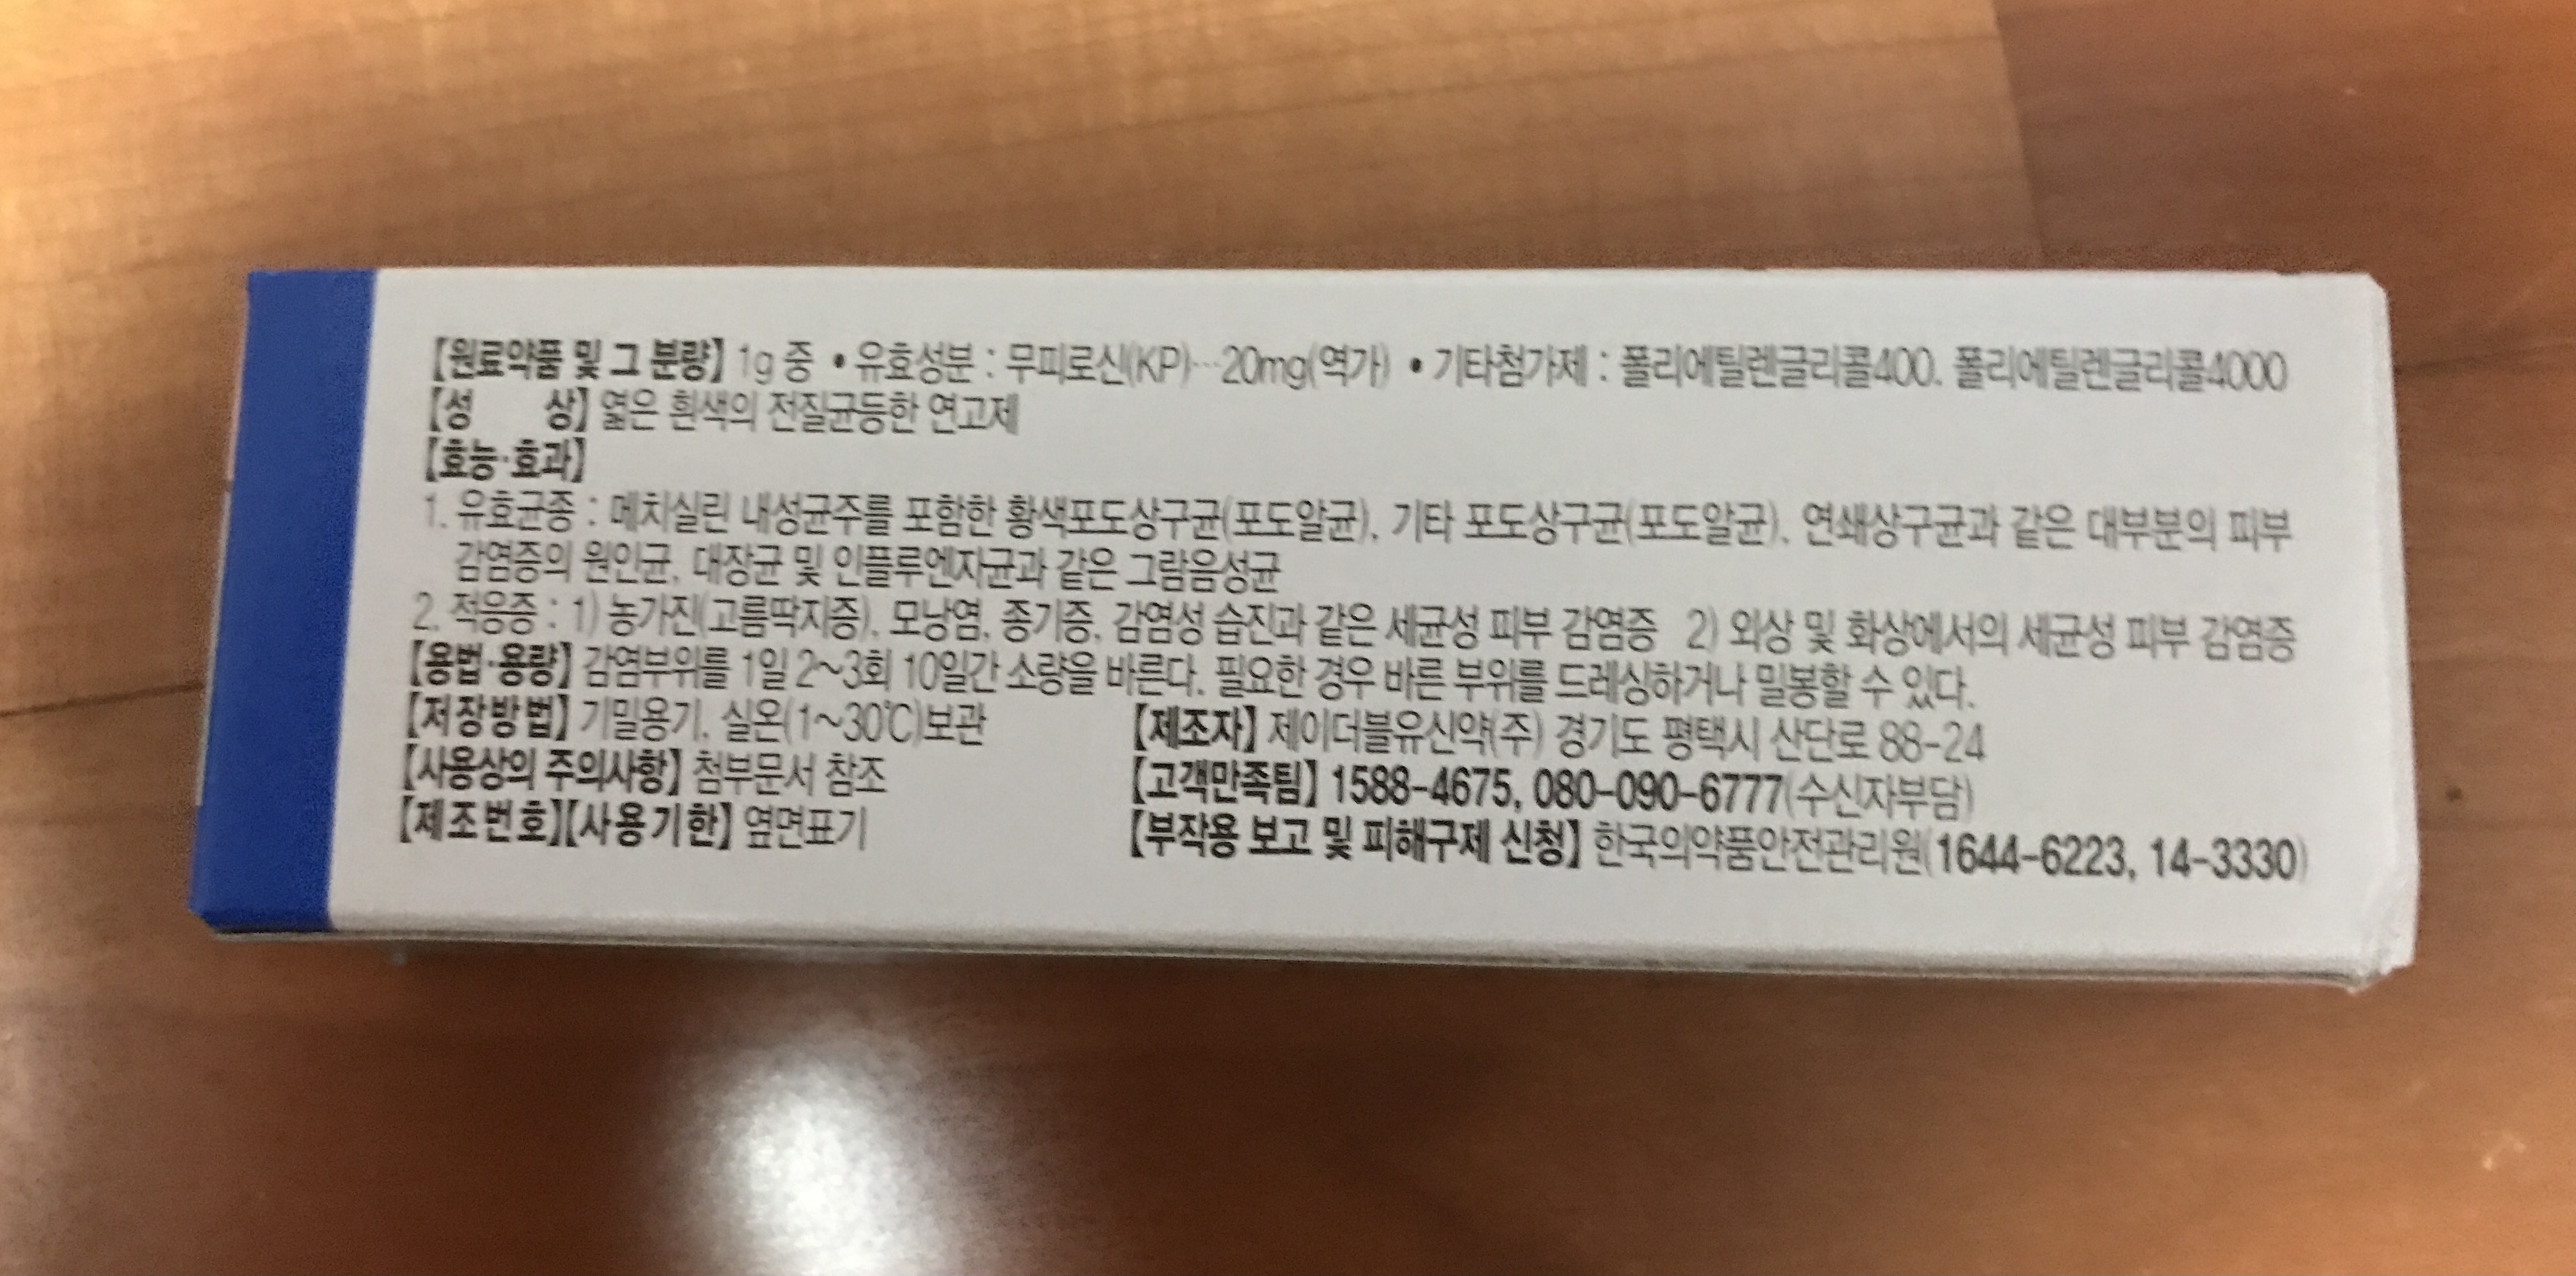 【원료약품 및 그 분량】 1g 중 • 유효성분 : 무피로신(KP)…20mg(역가) • 기타첨가제 : 폴리에틸렌글리콜400, 폴리에틸렌글리콜4000
【성 상】 엷은 흰색의 전질균등한 연고제
【효능·효과】
1. 유효균종 : 메치실린 내성균주를 포함한 황색포도상구균(포도알균), 기타 포도상구균(포도알균), 연쇄상구균과 같은 대부분의 피부
감염증의 원인균, 대장균 및 인플루엔자균과 같은 그람음성균
2. 적응증 : 1) 농가진(고름딱지증), 모낭염, 종기증, 감염성 습진과 같은 세균성 피부 감염증 2) 외상 및 화상에서의 세균성 피부 감염증
【용법·용량】 감염부위를 1일 2~3회 10일간 소량을 바른다. 필요한 경우 바른 부위를 드레싱하거나 밀봉할 수 있다.
【저장방법】 기밀용기, 실온(1~30℃)보관
【사용상의 주의사항】 첨부문서 참조
【제조번호】【사용기한】 옆면표기
【제조자】 제이더블유신약(주) 경기도 평택시 산단로 88-24
【고객만족팀】 1588-4675, 080-090-6777(수신자부담)
【부작용 보고 및 피해구제 신청】 한국의약품안전관리원(1644-6223, 14-3330)